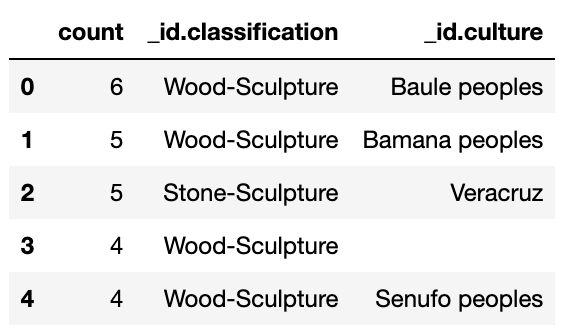 count _id.classification _id.culture
0 6 Wood-Sculpture Baule peoples
1 5 Wood-Sculpture Bamana peoples
2 5 Stone-Sculpture Veracruz
3 4 Wood-Sculpture
4 4 Wood-Sculpture Senufo peoples